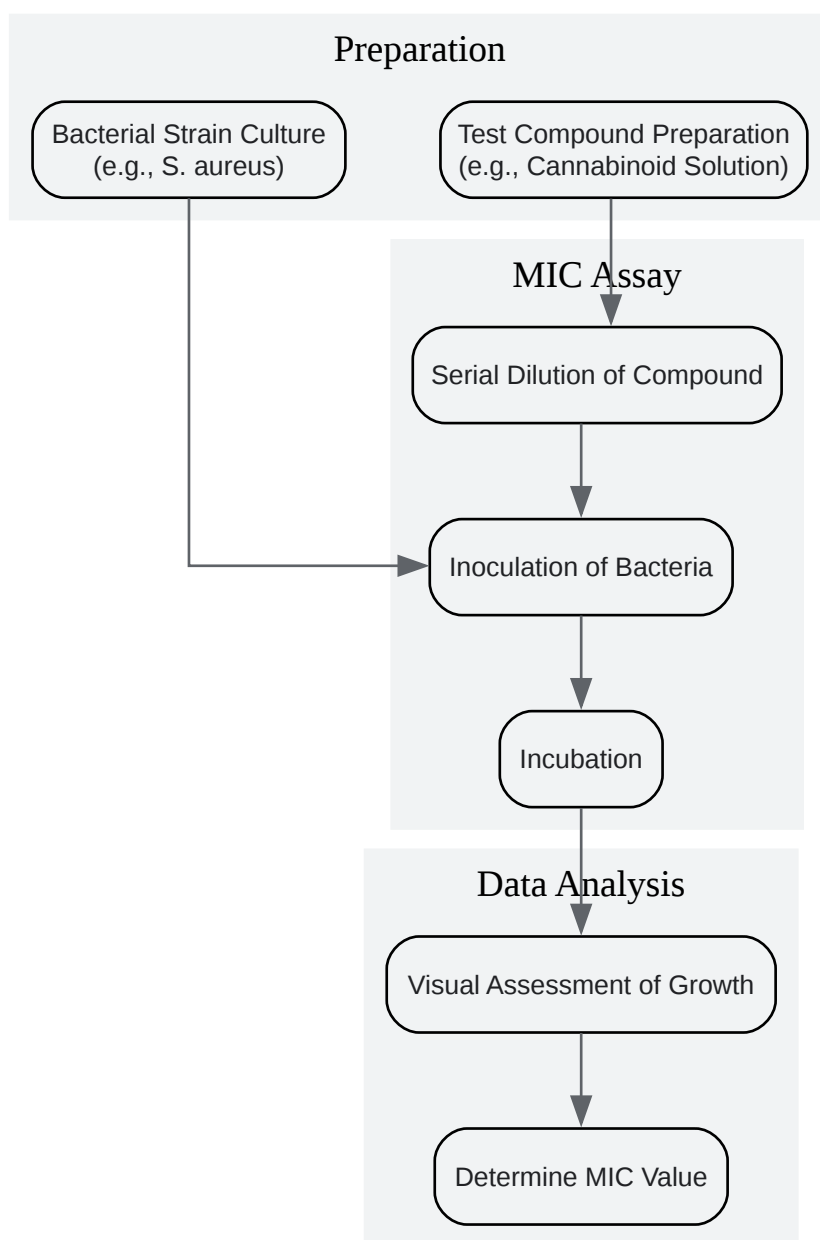 Preparation
Bacterial Strain Culture
(e.g., S. aureus)
Test Compound Preparation
(e.g., Cannabinoid Solution)
MIC Assay
Serial Dilution of Compound
Inoculation of Bacteria
Incubation
Data Analysis
Visual Assessment of Growth
Determine MIC Value